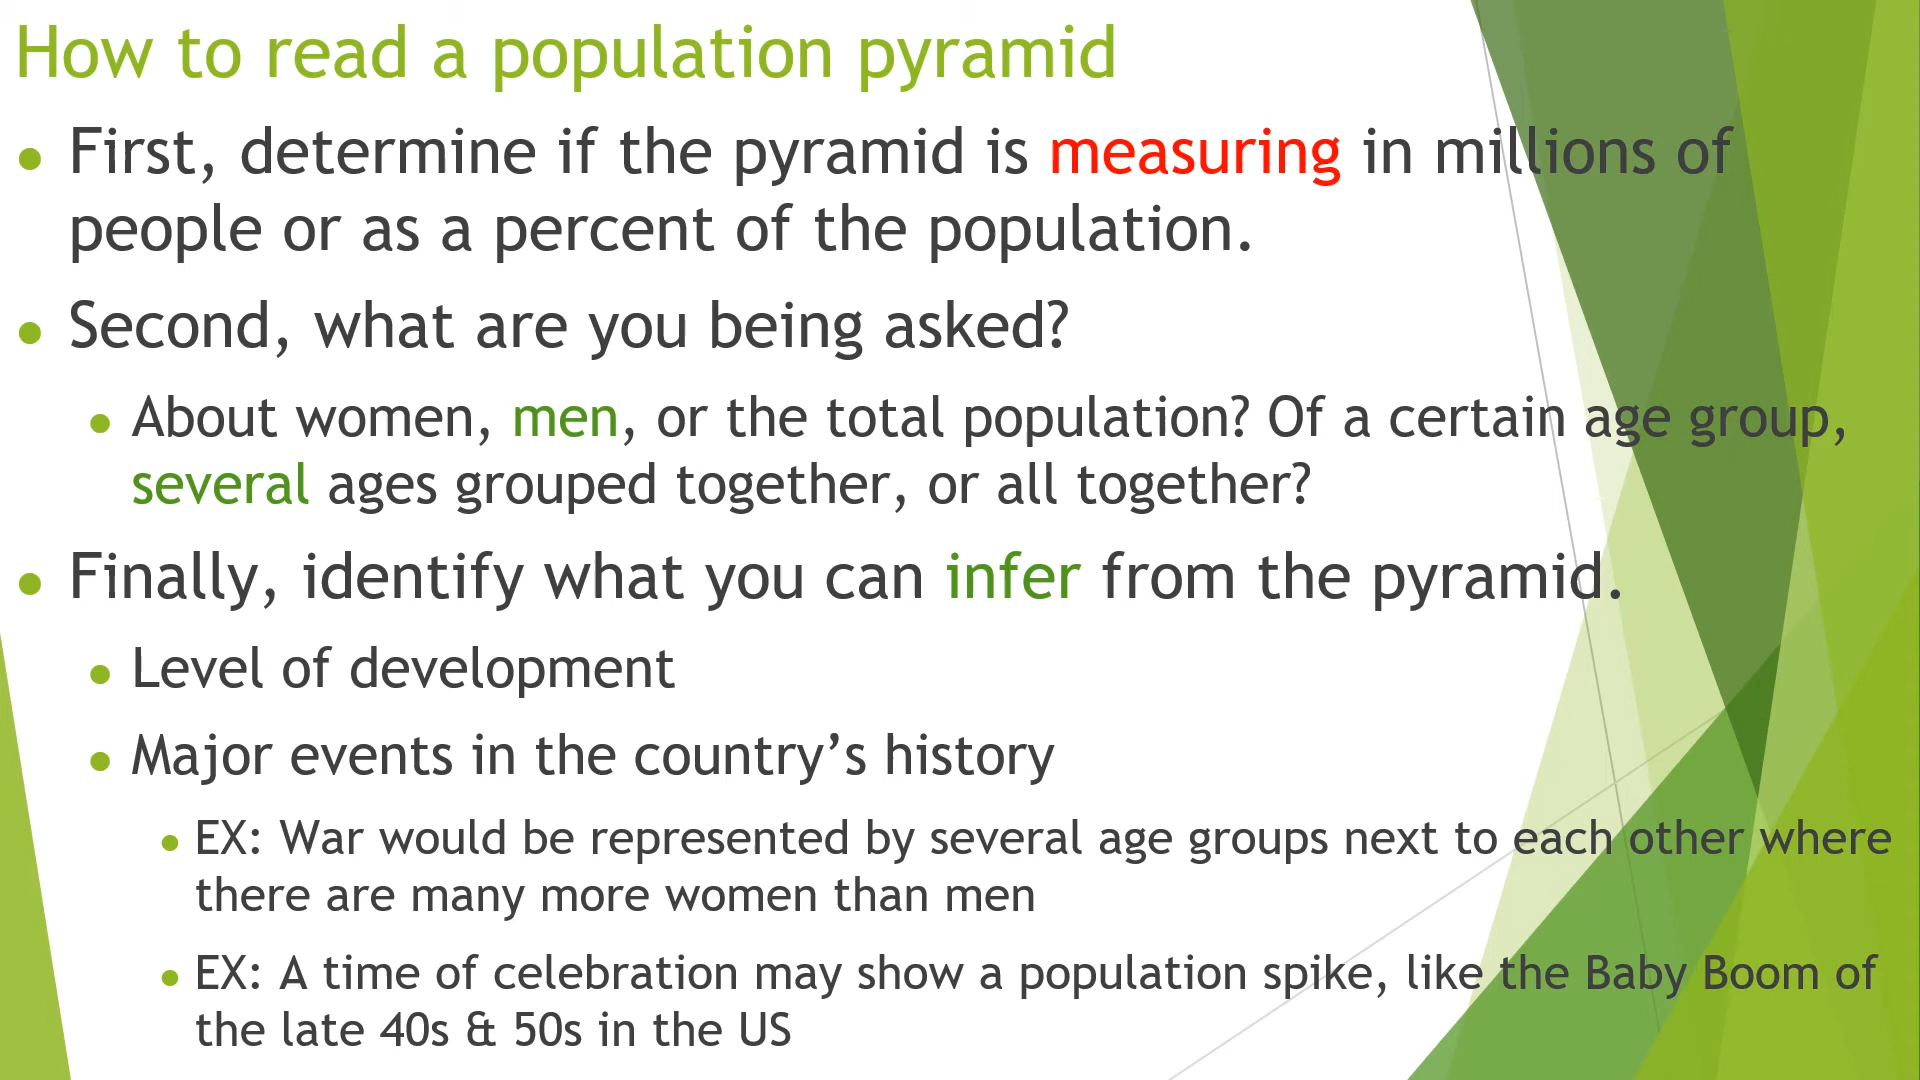 How to read a population pyramid
● First, determine if the pyramid is measuring in millions of
people or as a percent of the population.
● Second, what are you being asked?
● About women, men, or the total population? Of a certain age group,
several ages grouped together, or all together?
● Finally, identify what you can infer from the pyramid.
● Level of development
● Major events in the country’s history
● EX: War would be represented by several age groups next to each other where
there are many more women than men
● EX: A time of celebration may show a population spike, like the Baby Boom of
the late 40s & 50s in the US